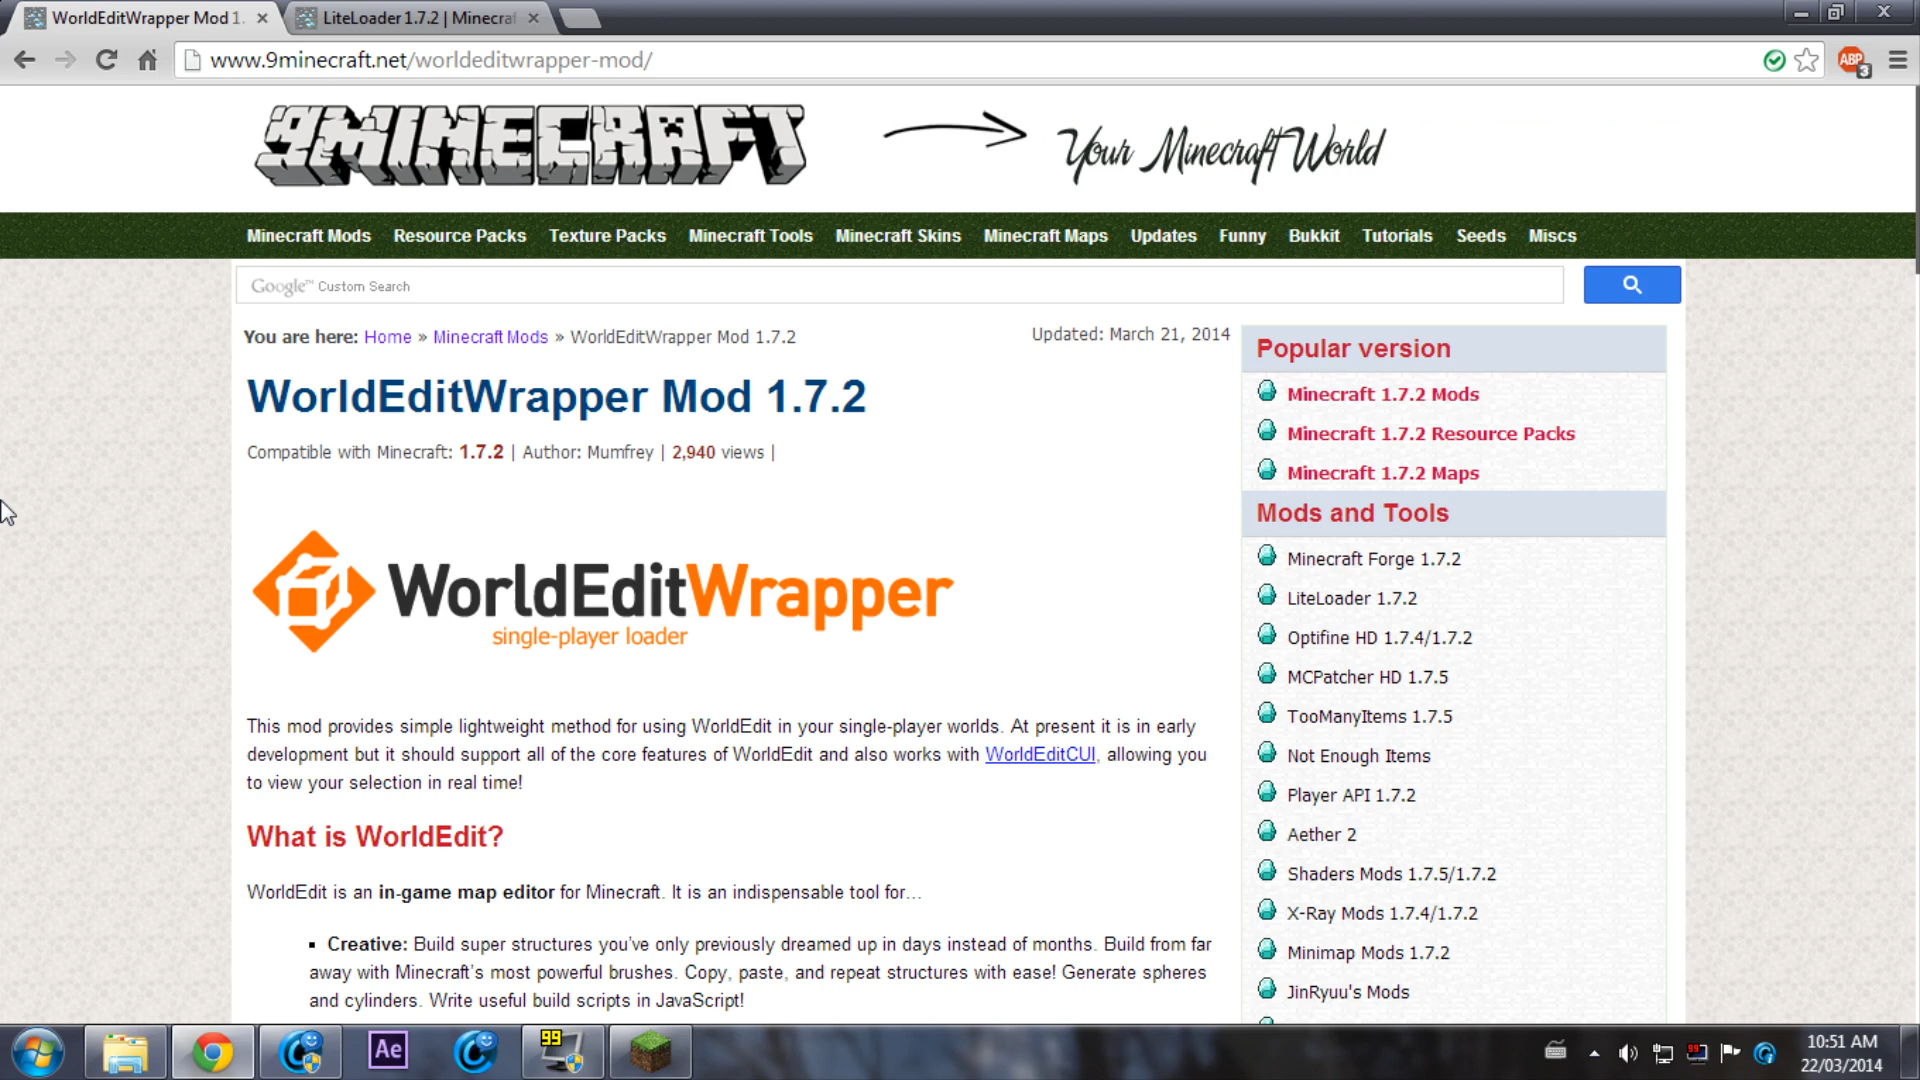 WorldEditWrapper Mod 1.
LiteLoader 1.7.2 | Minecraf
www.9minecraft.net/worldeditwrapper-mod/
ABP
3
9MINECRAFT
Your Minecraft World
Minecraft Mods Resource Packs Texture Packs Minecraft Tools Minecraft Skins Minecraft Maps Updates Funny Bukkit Tutorials Seeds Miscs
Google™ Custom Search
You are here: Home » Minecraft Mods » WorldEditWrapper Mod 1.7.2
Updated: March 21, 2014
WorldEditWrapper Mod 1.7.2
Compatible with Minecraft: 1.7.2 | Author: Mumfrey | 2,940 views |
WorldEditWrapper
single-player loader
This mod provides simple lightweight method for using WorldEdit in your single-player worlds. At present it is in early
development but it should support all of the core features of WorldEdit and also works with WorldEditCUI, allowing you
to view your selection in real time!
What is WorldEdit?
WorldEdit is an in-game map editor for Minecraft. It is an indispensable tool for…
▪ Creative: Build super structures you’ve only previously dreamed up in days instead of months. Build from far
away with Minecraft’s most powerful brushes. Copy, paste, and repeat structures with ease! Generate spheres
and cylinders. Write useful build scripts in JavaScript!
Popular version
Minecraft 1.7.2 Mods
Minecraft 1.7.2 Resource Packs
Minecraft 1.7.2 Maps
Mods and Tools
Minecraft Forge 1.7.2
LiteLoader 1.7.2
Optifine HD 1.7.4/1.7.2
MCPatcher HD 1.7.5
TooManyItems 1.7.5
Not Enough Items
Player API 1.7.2
Aether 2
Shaders Mods 1.7.5/1.7.2
X-Ray Mods 1.7.4/1.7.2
Minimap Mods 1.7.2
JinRyuu's Mods
Ae
99
99
10:51 AM
22/03/2014